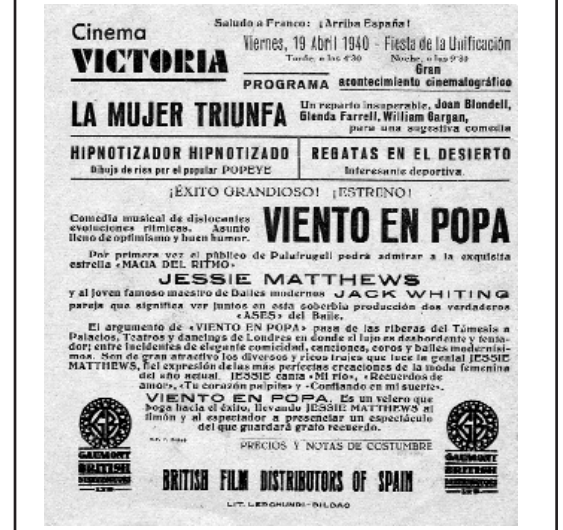 Cinema
VICTORIA
Saludo a Franco: ¡Arriba España!
Viernes, 19 Abril 1940 - Fiesta de la Unificación
Tarde, a las 4'30 Noche, a las 9'30
PROGRAMA
Gran
acontecimiento cinematográfico
LA MUJER TRIUNFA
Un reparto insuperable, Joan Blondell,
Glenda Farrell, William Gargan,
para una sugestiva comedia
HIPNOTIZADOR HIPNOTIZADO
Dibujo de risa por el popular POPEYE
REGATAS EN EL DESIERTO
Interesante deportiva.
¡ÉXITO GRANDIOSO! ¡ESTRENO!
Comedia musical de dislocantes
evoluciones rítmicas. Asunto
lleno de optimismo y buen humor.
VIENTO EN POPA
Por primera vez el público de Palafrugell podrá admirar a la exquisita
estrella «MAGIA DEL RITMO»
JESSIE MATTHEWS
y al joven famoso maestro de Bailes modernos JACK WHITING
pareja que significa ver juntos en esta soberbia producción dos verdaderos
«ASES» del Baile.
El argumento de «VIENTO EN POPA» pasa de las riberas del Támesis a
Palacios, Teatros y dancings de Londres en donde el lujo es desbordante y tenta-
dor; entre incidentes de elegante comicidad, canciones, coros y bailes modernísi-
mos. Son de gran atractivo los diversos y ricos trajes que luce la genial JESSIE
MATTHEWS, fiel expresión de las más perfectas creaciones de la moda femenina
del año actual. JESSIE canta «Mi río», «Recuerdos de
amor», «Tu corazón palpita» y «Confiando en mi suerte».
VIENTO EN POPA. Es un velero que
boga hacia el éxito, llevando JESSIE MATTHEWS al
timón y al espectador a presenciar un espectáculo
del que guardará grato recuerdo.
PRECIOS Y NOTAS DE COSTUMBRE
GAUMONT
BRITISH
LTD
GAUMONT
BRITISH
LTD
BRITISH FILM DISTRIBUTORS OF SPAIN
LIT. LERCHUNDI-BILBAO